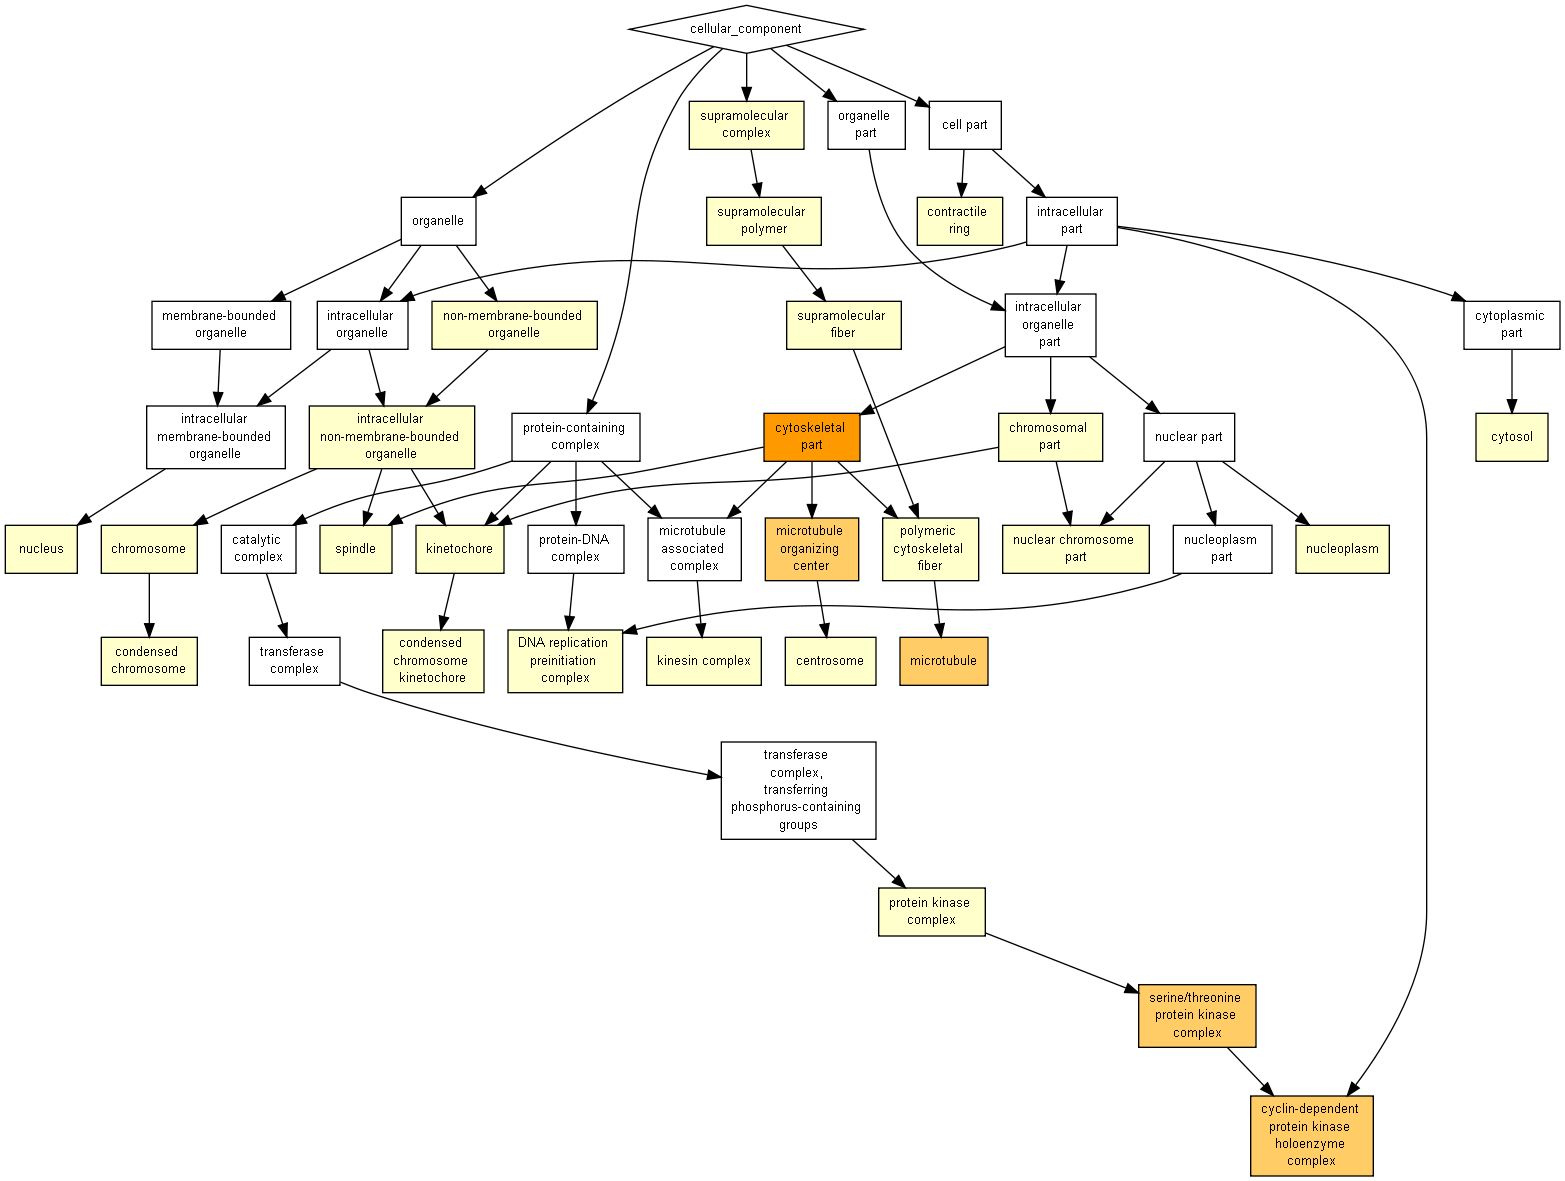 cellular_component
supramolecular
complex
organelle
part
cell part
organelle
supramolecular
polymer
contractile
ring
intracellular
part
membrane-bounded
organelle
intracellular
organelle
non-membrane-bounded
organelle
supramolecular
fiber
intracellular
organelle
part
cytoplasmic
part
intracellular
membrane-bounded
organelle
intracellular
non-membrane-bounded
organelle
protein-containing
complex
cytoskeletal
part
chromosomal
part
nuclear part
cytosol
nucleus
chromosome
catalytic
complex
spindle
kinetochore
protein-DNA
complex
microtubule
associated
complex
microtubule
organizing
center
polymeric
cytoskeletal
fiber
nuclear chromosome
part
nucleoplasm
part
nucleoplasm
condensed
chromosome
transferase
complex
condensed
chromosome
kinetochore
DNA replication
preinitiation
complex
kinesin complex
centrosome
microtubule
transferase
complex,
transferring
phosphorus-containing
groups
protein kinase
complex
serine/threonine
protein kinase
complex
cyclin-dependent
protein kinase
holoenzyme
complex